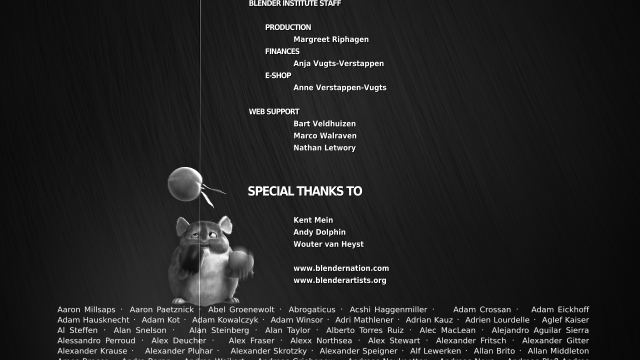 BLENDER INSTITUTE STAFF
PRODUCTION
Margreet Riphagen
FINANCES
Anja Vugts-Verstappen
E-SHOP
Anne Verstappen-Vugts
WEB SUPPORT
Bart Veldhuizen
Marco Walraven
Nathan Letwory
SPECIAL THANKS TO
Kent Mein
Andy Dolphin
Wouter van Heyst
www.blendernation.com
www.blenderartists.org
Aaron Millsaps · Aaron Paetznick · Abel Groenewolt · Abrogaticus · Acshi Haggenmiller · Adam Crossan · Adam Eickhoff
Adam Hausknecht · Adam Kot · Adam Kowalczyk · Adam Winsor · Adri Mathlener · Adrian Kauz · Adrien Lourdelle · Aglef Kaiser
Al Steffen · Alan Snelson · Alan Steinberg · Alan Taylor · Alberto Torres Ruiz · Alec MacLean · Alejandro Aguilar Sierra
Alessandro Perroud · Alex Deucher · Alex Fraser · Alexx Northsea · Alex Stewart · Alexander Fritsch · Alexander Gitter
Alexander Krause · Alexander Pluhar · Alexander Skrotzky · Alexander Speigner · Alf Lewerken · Allan Brito · Allan Middleton